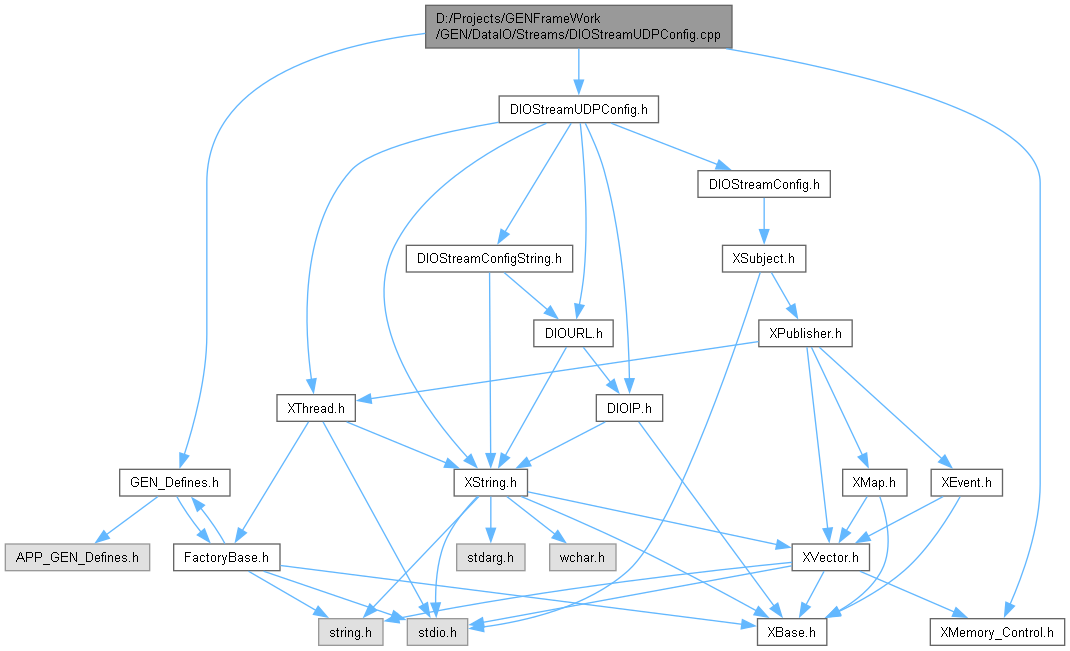 D:/Projects/GENFrameWork
/GEN/DataIO/Streams/DIOStreamUDPConfig.cpp
DIOStreamUDPConfig.h
DIOStreamConfig.h
DIOStreamConfigString.h
XSubject.h
DIOURL.h
XPublisher.h
XThread.h
DIOIP.h
GEN_Defines.h
XString.h
XMap.h
XEvent.h
APP_GEN_Defines.h
FactoryBase.h
stdarg.h
wchar.h
XVector.h
string.h
stdio.h
XBase.h
XMemory_Control.h